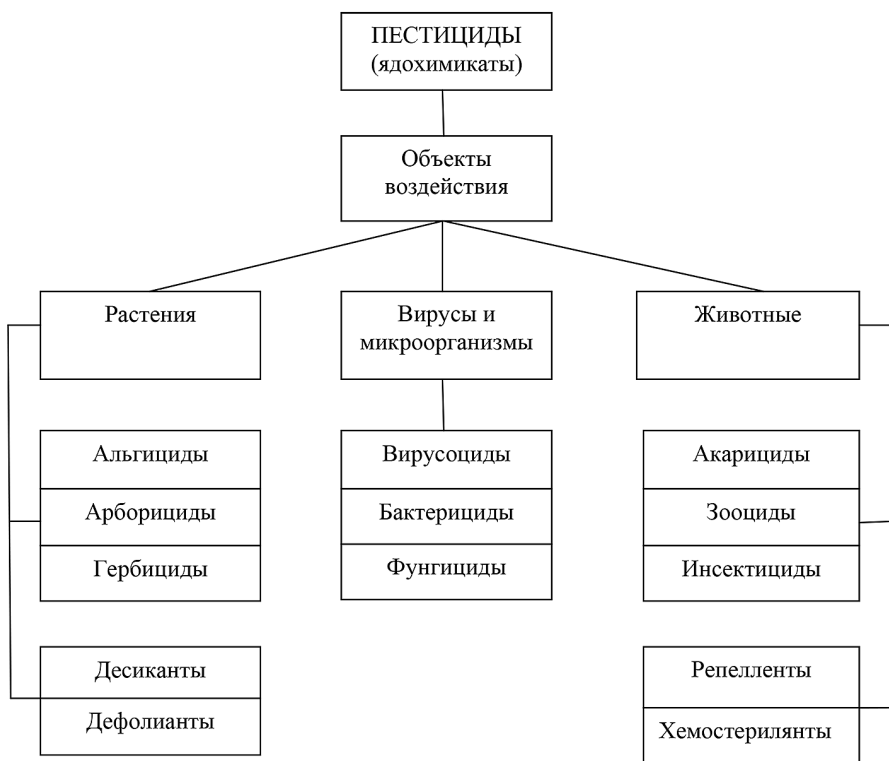 ПЕСТИЦИДЫ
(ядохимикаты)
Объекты
воздействия
Растения
Вирусы и
микроорганизмы
Животные
Альгициды
Арборициды
Гербициды
Вирусоциды
Бактерициды
Фунгициды
Акарициды
Зооциды
Инсектициды
Десиканты
Дефолианты
Репелленты
Хемостерилянты